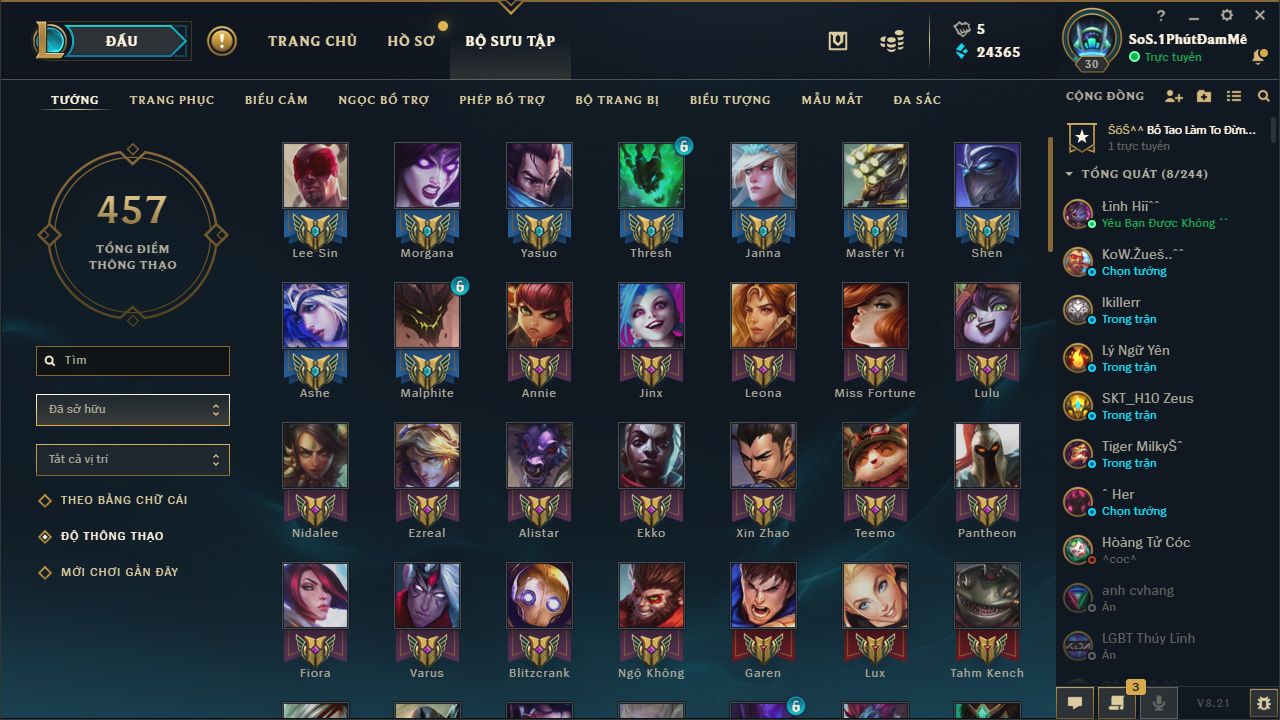 ĐẤU
TRANG CHỦ
HỒ SƠ
BỘ SƯU TẬP
5
24365
30
SoS.1PhútĐamMê
Trực tuyến
TƯỚNG
TRANG PHỤC
BIỂU CẢM
NGỌC BỔ TRỢ
PHÉP BỔ TRỢ
BỘ TRANG BỊ
BIỂU TƯỢNG
MẪU MẮT
ĐA SẮC
457
TỔNG ĐIỂM
THÔNG THẠO
Tìm
Đã sở hữu
Tất cả vị trí
THEO BẢNG CHỮ CÁI
ĐỘ THÔNG THẠO
MỚI CHƠI GẦN ĐÂY
6
Lee Sin
Morgana
Yasuo
Thresh
Janna
Master Yi
Shen
6
Ashe
Malphite
Annie
Jinx
Leona
Miss Fortune
Lulu
Nidalee
Ezreal
Alistar
Ekko
Xin Zhao
Teemo
Pantheon
Fiora
Varus
Blitzcrank
Ngộ Không
Garen
Lux
Tahm Kench
6
CỘNG ĐỒNG
ŠöŠ^^ Bố Tao Làm To Đừn...
1 trực tuyến
TỔNG QUÁT (8/244)
Lĩnh Híí^^
Yêu Bạn Được Không ^^
KoW.Žueš..^^
Chọn tướng
Ikillerr
Trong trận
Lý Ngữ Yên
Trong trận
SKT_H10 Zeus
Trong trận
Tiger MilkyŠ^
Trong trận
^ Her
Chọn tướng
Hoàng Tử Cóc
^coc^
anh cvhang
Ẩn
LGBT Thúy Lĩnh
Ẩn
3
V8.21